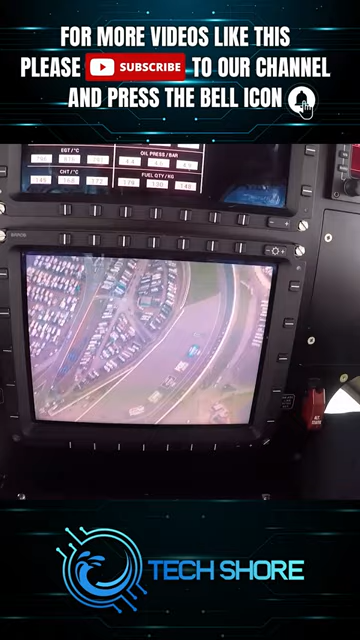 FOR MORE VIDEOS LIKE THIS
PLEASE SUBSCRIBE TO OUR CHANNEL
AND PRESS THE BELL ICON
EGT/°C
OIL PRESS/BAR
CHT/°C
FUEL QTY/KG
TECH SHORE